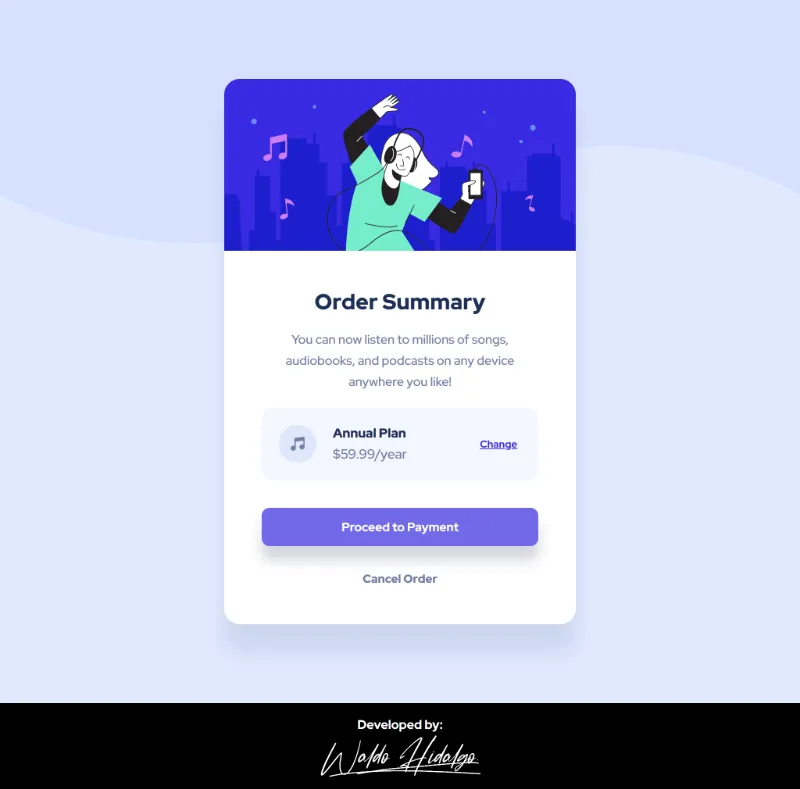 Order Summary
You can now listen to millions of songs,
audiobooks, and podcasts on any device
anywhere you like!
Annual Plan
$59.99/year
Change
Proceed to Payment
Cancel Order
Developed by:
Waldo Hidalgo